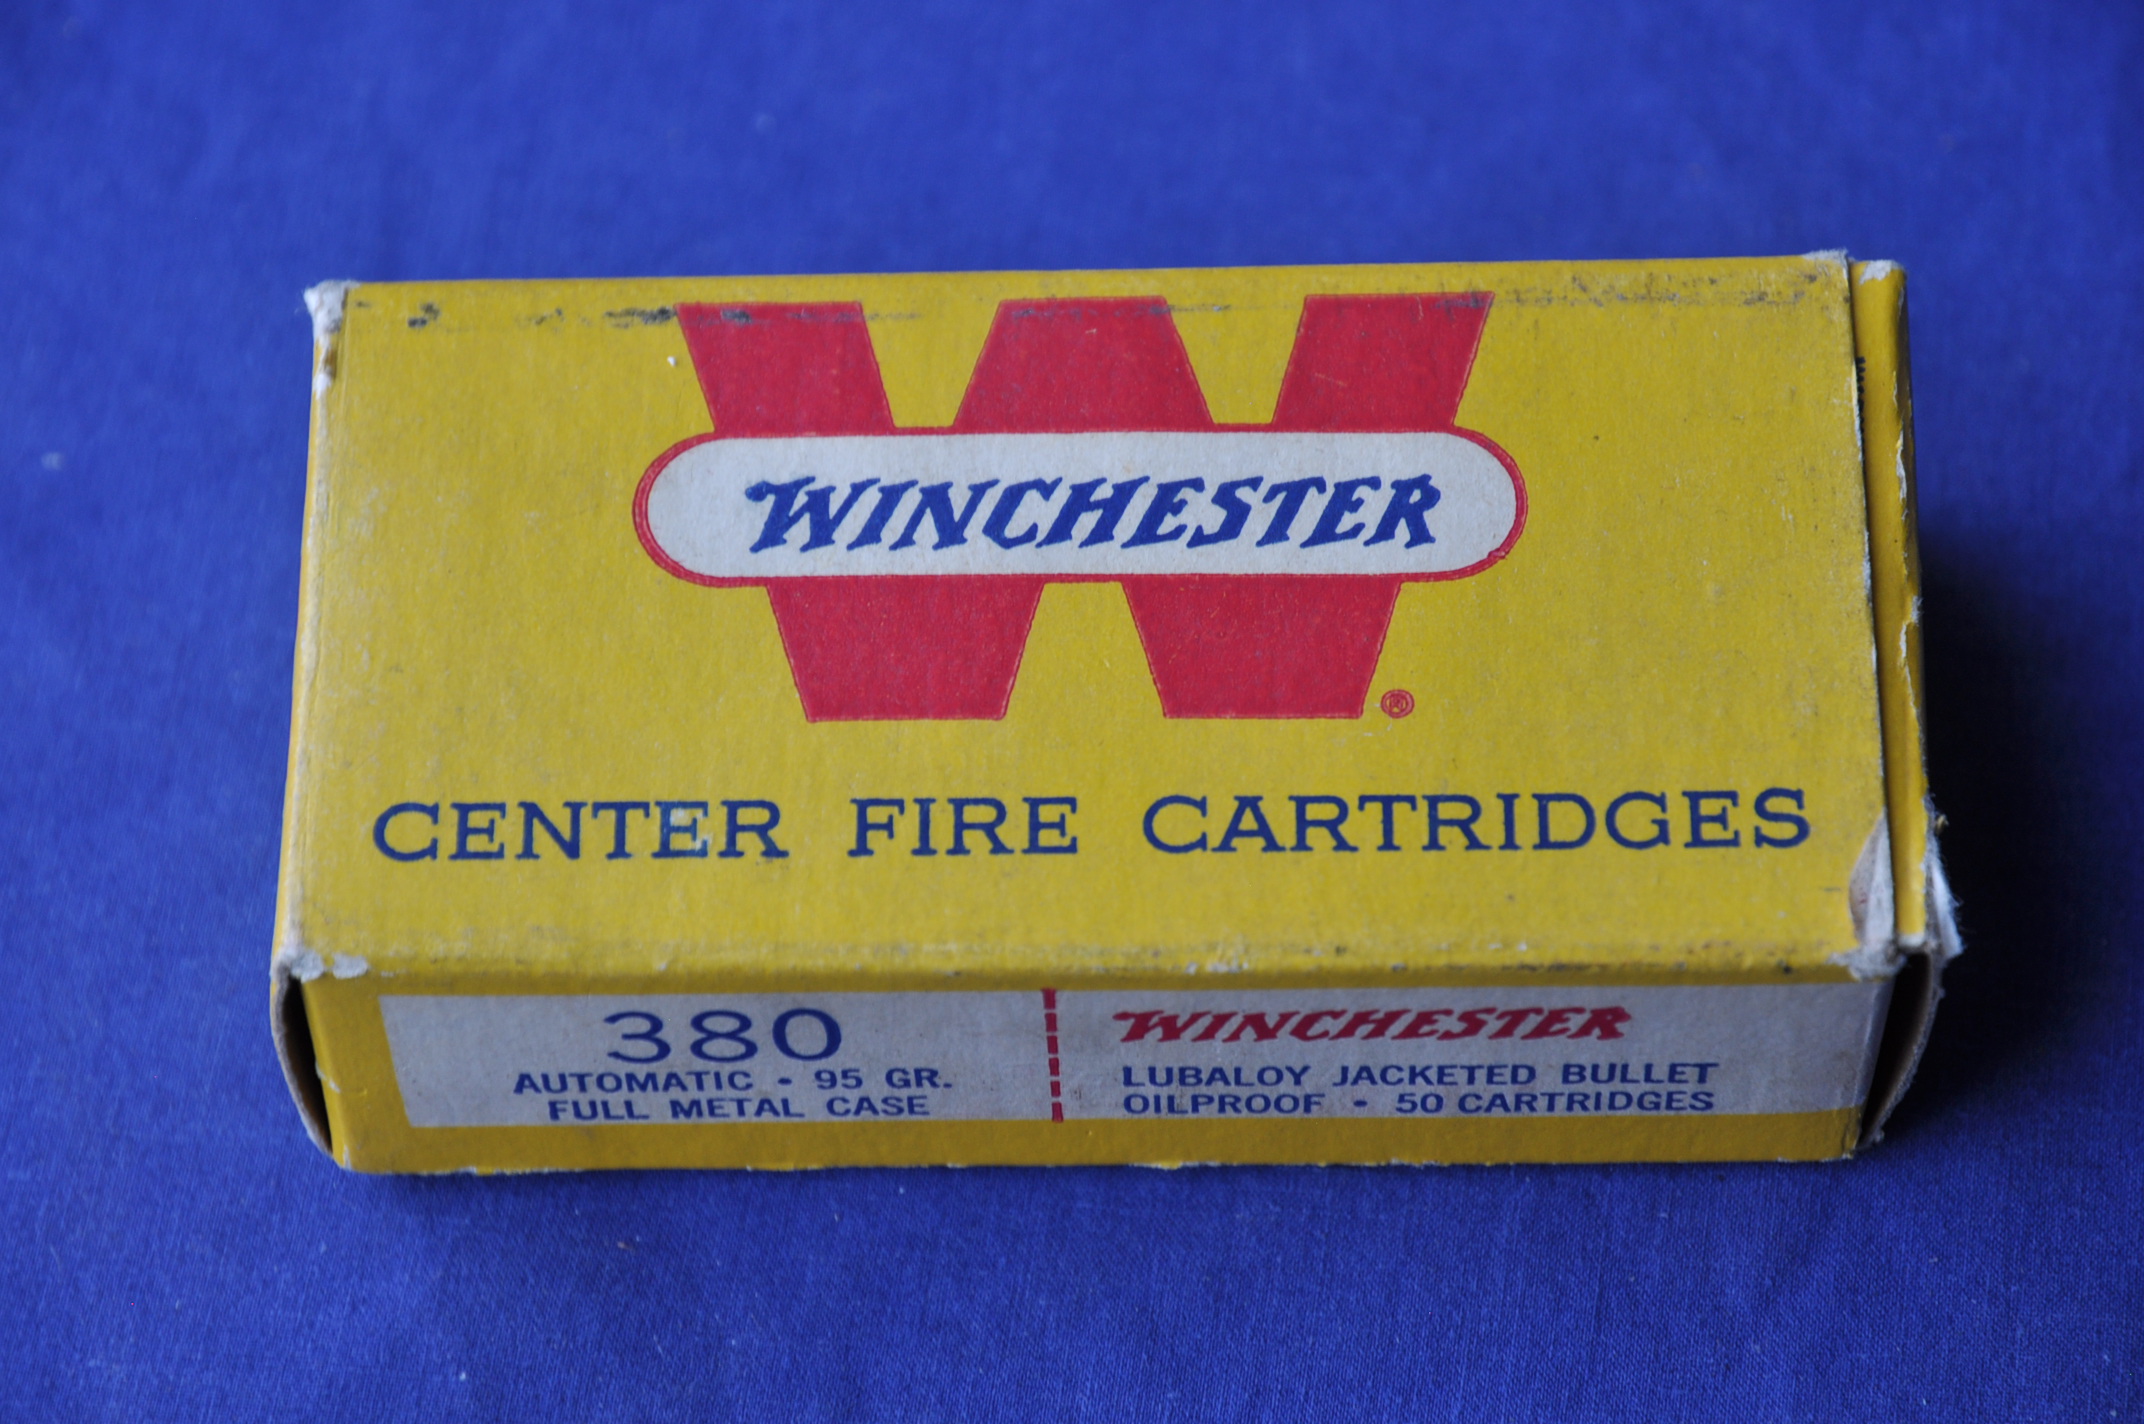 WINCHESTER
®
CENTER FIRE CARTRIDGES
380
AUTOMATIC • 95 GR.
FULL METAL CASE
WINCHESTER
LUBALOY JACKETED BULLET
OILPROOF • 50 CARTRIDGES